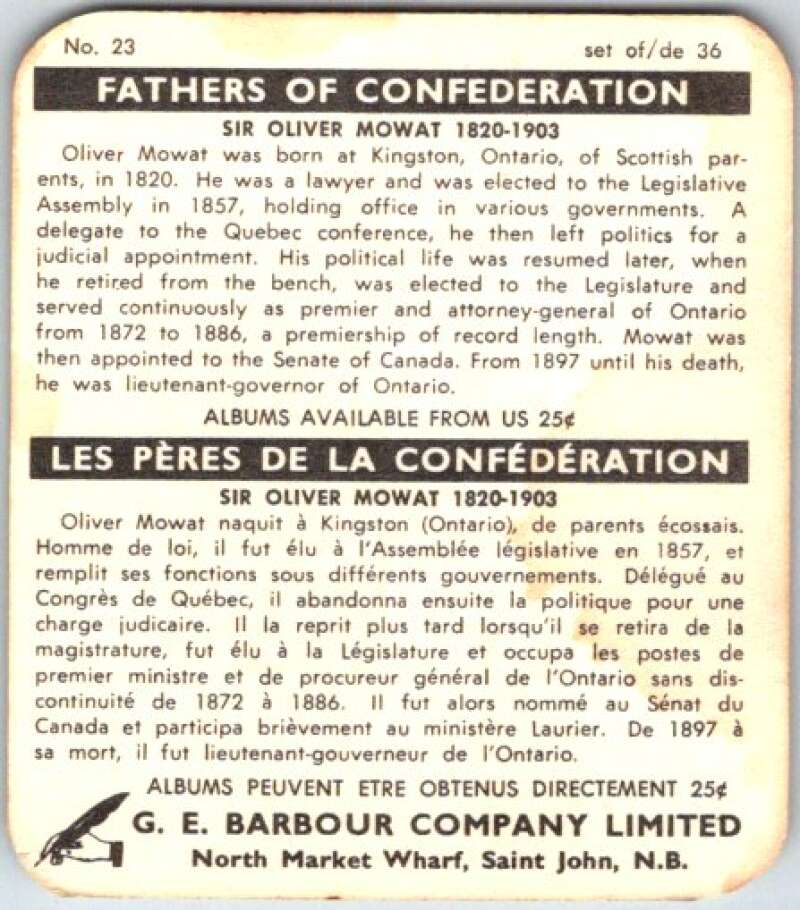 No. 23
set of/de 36
FATHERS OF CONFEDERATION
SIR OLIVER MOWAT 1820-1903
Oliver Mowat was born at Kingston, Ontario, of Scottish par-
ents, in 1820. He was a lawyer and was elected to the Legislative
Assembly in 1857, holding office in various governments. A
delegate to the Quebec conference, he then left politics for a
judicial appointment. His political life was resumed later, when
he retired from the bench, was elected to the Legislature and
served continuously as premier and attorney-general of Ontario
from 1872 to 1886, a premiership of record length. Mowat was
then appointed to the Senate of Canada. From 1897 until his death,
he was lieutenant-governor of Ontario.
ALBUMS AVAILABLE FROM US 25¢
LES PÈRES DE LA CONFÉDÉRATION
SIR OLIVER MOWAT 1820-1903
Oliver Mowat naquit à Kingston (Ontario), de parents écossais.
Homme de loi, il fut élu à l'Assemblée législative en 1857, et
remplit ses fonctions sous différents gouvernements. Délégué au
Congrès de Québec, il abandonna ensuite la politique pour une
charge judicaire. Il la reprit plus tard lorsqu'il se retira de la
magistrature, fut élu à la Législature et occupa les postes de
premier ministre et de procureur général de l'Ontario sans dis-
continuité de 1872 à 1886. Il fut alors nommé au Sénat du
Canada et participa brièvement au ministère Laurier. De 1897 à
sa mort, il fut lieutenant-gouverneur de l'Ontario.
ALBUMS PEUVENT ETRE OBTENUS DIRECTEMENT 25¢
G. E. BARBOUR COMPANY LIMITED
North Market Wharf, Saint John, N.B.